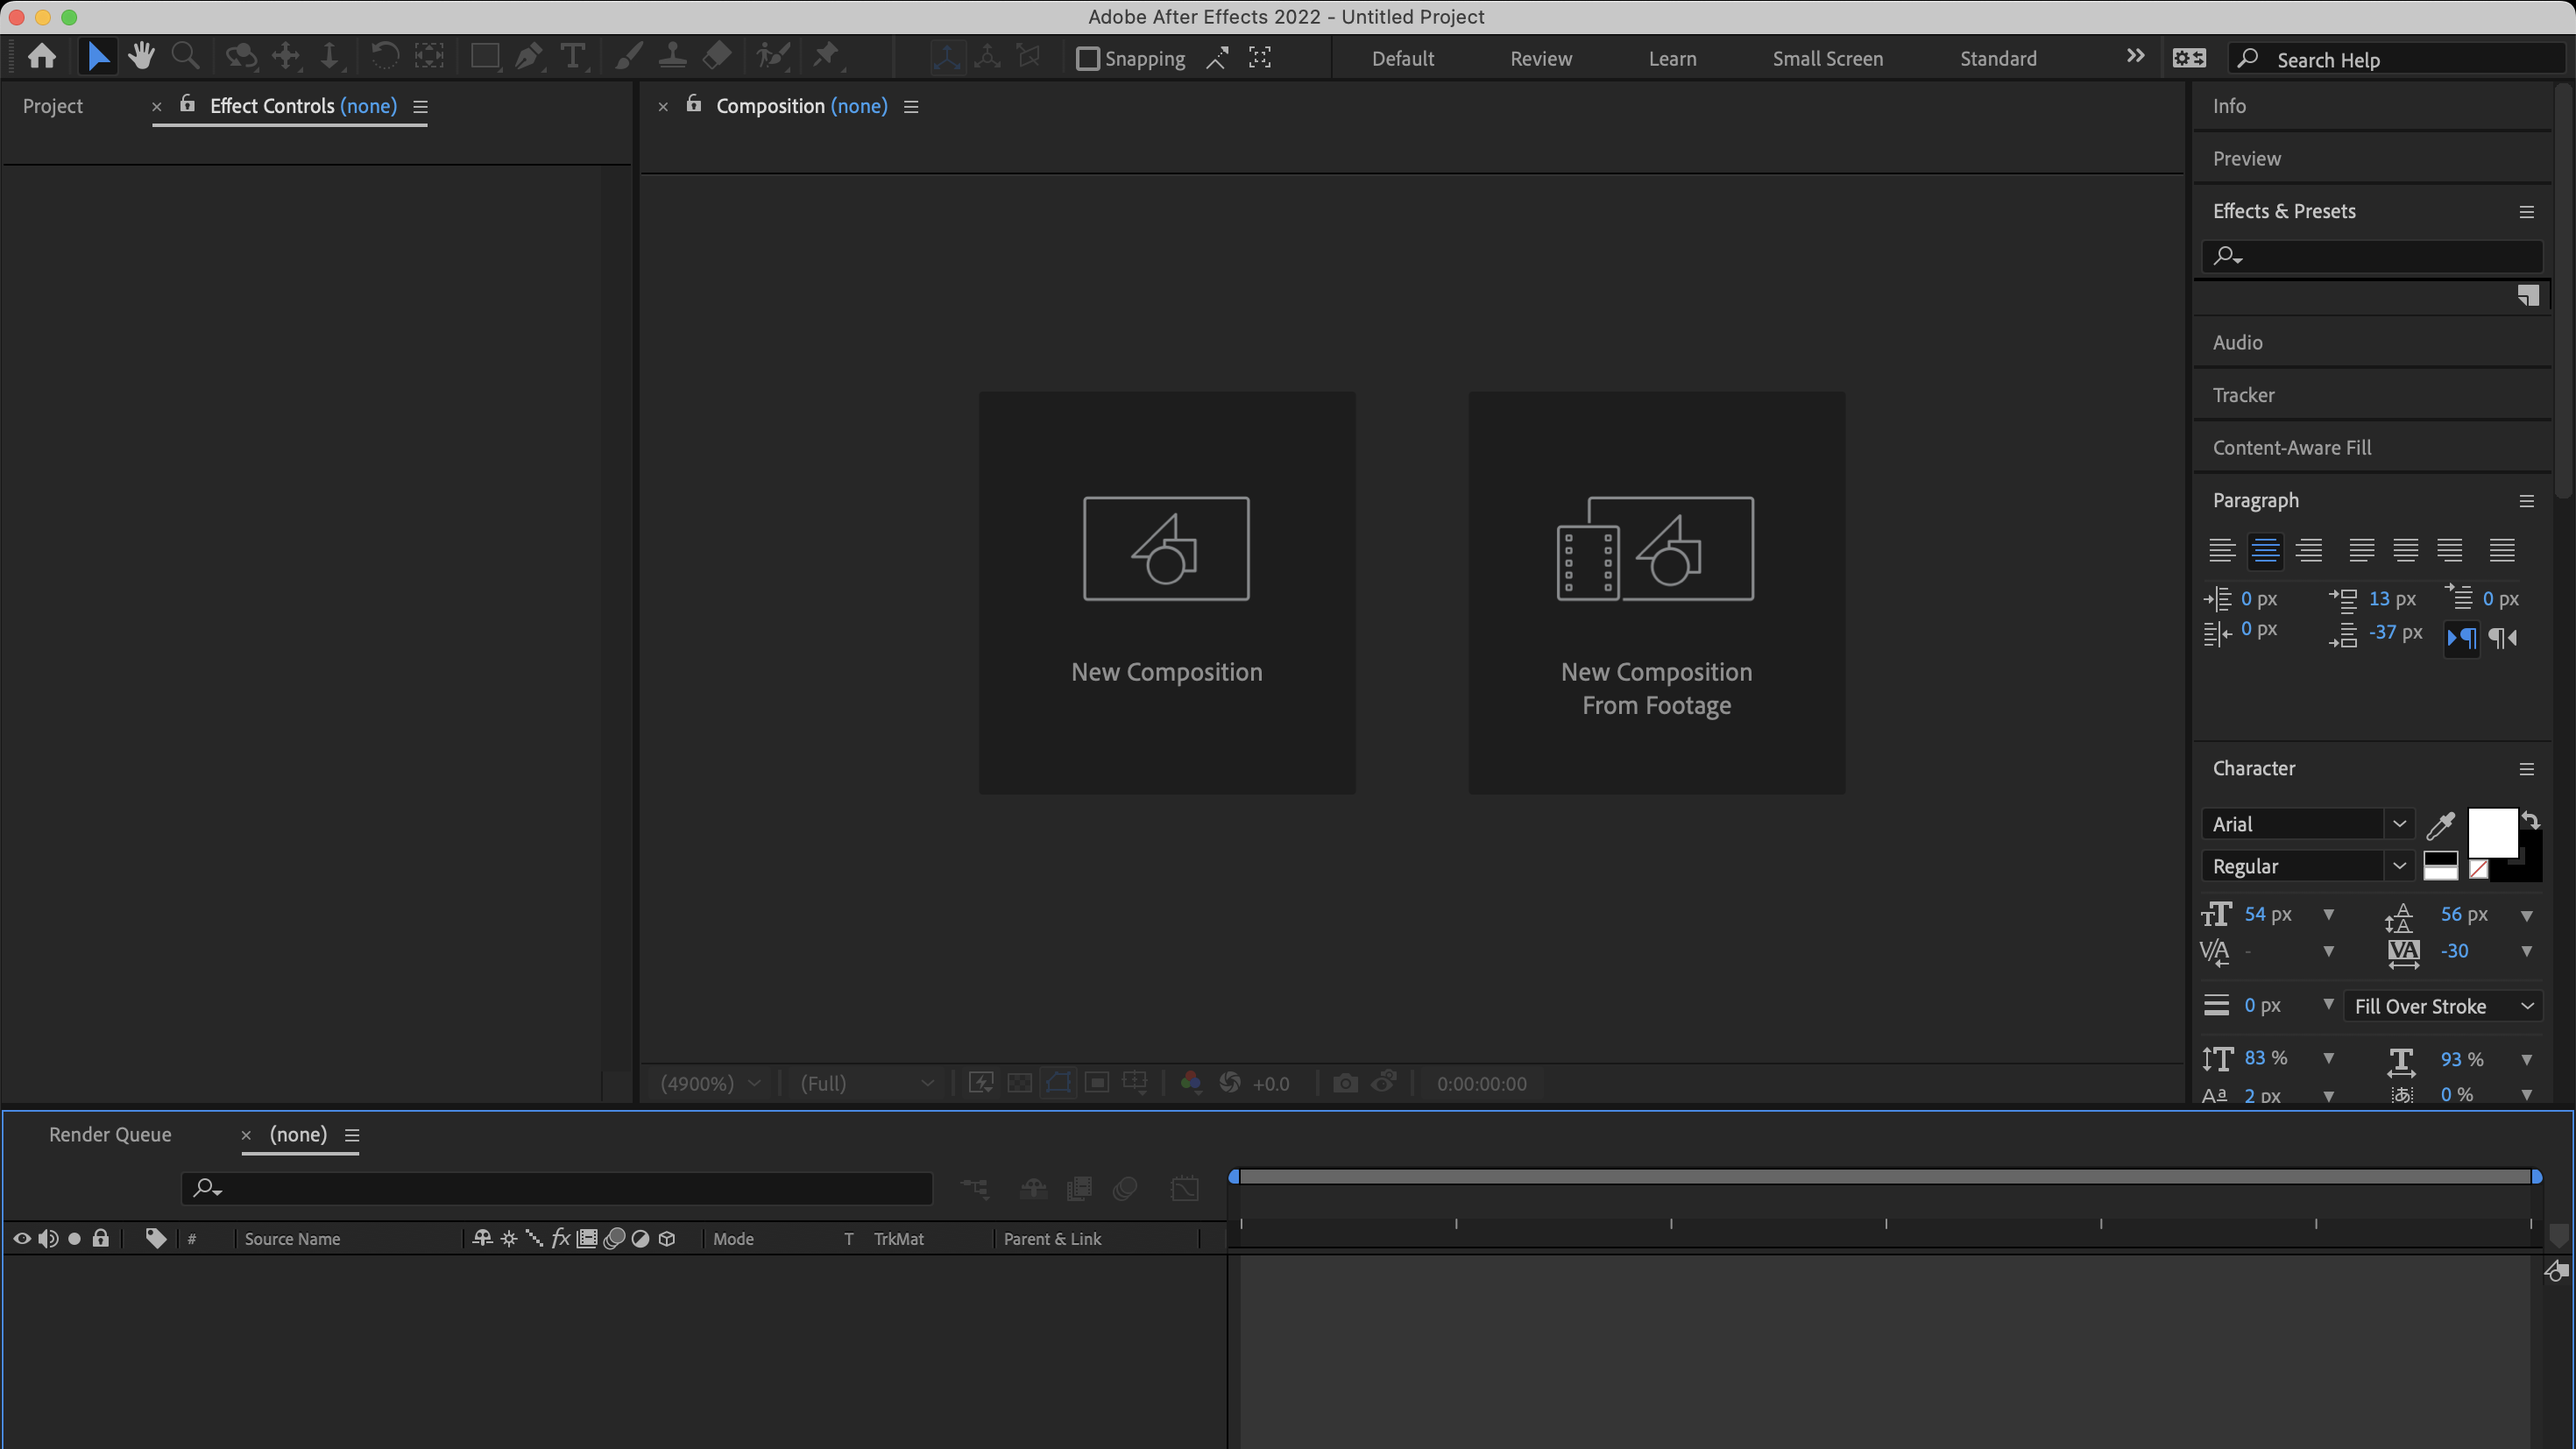 Adobe After Effects 2022 - Untitled Project
Snapping
Default
Review
Learn
Small Screen
Standard
Search Help
Project
Effect Controls (none)
Composition (none)
New Composition
New Composition
From Footage
(4900%)
(Full)
+0.0
0:00:00:00
Info
Preview
Effects & Presets
Audio
Tracker
Content-Aware Fill
Paragraph
0 px
13 px
0 px
0 px
-37 px
Character
Arial
Regular
54 px
56 px
-
-30
0 px
Fill Over Stroke
83 %
93 %
2 px
0 %
Render Queue
(none)
#
Source Name
Mode
T
TrkMat
Parent & Link